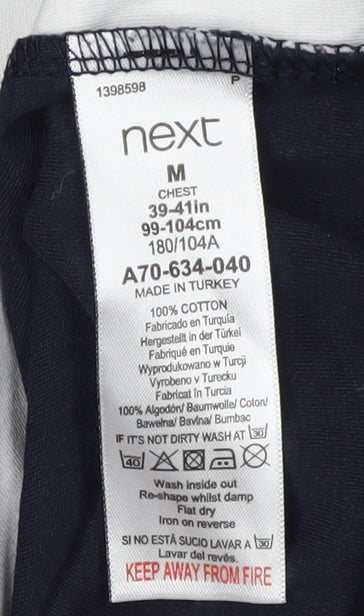 P
1398598
next
M
CHEST
39-41in
99-104cm
180/104A
A70-634-040
MADE IN TURKEY
100% COTTON
Fabricado en Turquía
Hergestellt in der Türkei
Fabriqué en Turquie
Wyprodukowano w Turcji
Vyrobeno v Turecku
Fabricat în Turcia
100% Algodón/ Baumwolle/ Coton/
Bawełna/ Bavlna/ Bumbac
IF IT'S NOT DIRTY WASH AT 30
40
Wash inside out
Re-shape whilst damp
Flat dry
Iron on reverse
SI NO ESTÁ SUCIO LAVAR A 30
Lavar del revés.
KEEP AWAY FROM FIRE